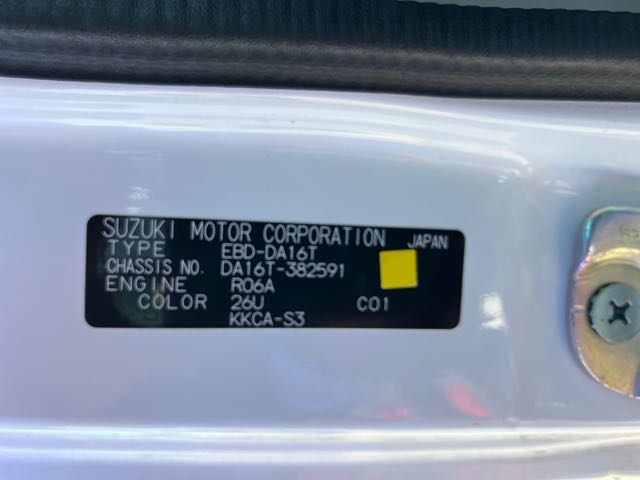 SUZUKI MOTOR CORPORATION JAPAN
TYPE EBD-DA16T
CHASSIS NO. DA16T-382591
ENGINE R06A
COLOR 26U C01
KKCA-S3